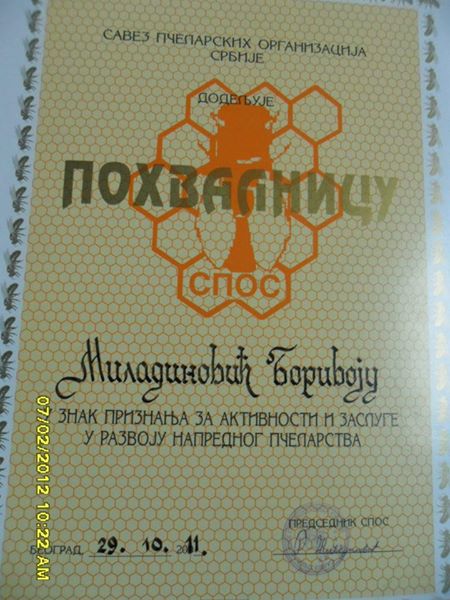 САВЕЗ ПЧЕЛАРСКИХ ОРГАНИЗАЦИЈА
СРБИЈЕ
ДОДЕЉУЈЕ
ПОХВАЛНИЦУ
СПОС
Миладиновић Боривоју
У ЗНАК ПРИЗНАЊА ЗА АКТИВНОСТИ И ЗАСЛУГЕ
У РАЗВОЈУ НАПРЕДНОГ ПЧЕЛАРСТВА
ПРЕДСЕДНИК СПОС
БЕОГРАД, 29. 10. 2011.
07/02/2012 10:22 AM